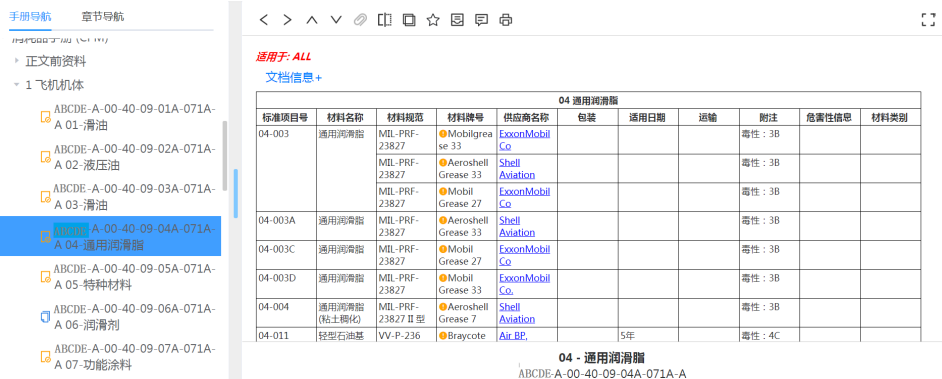 手册导航 章节导航
消耗品手册 (CPM)
正文前资料
1 飞机机体
ABCDE-A-00-40-09-01A-071A-
A 01-滑油
ABCDE-A-00-40-09-02A-071A-
A 02-液压油
ABCDE-A-00-40-09-03A-071A-
A 03-滑油
ABCDE-A-00-40-09-04A-071A-
A 04-通用润滑脂
ABCDE-A-00-40-09-05A-071A-
A 05-特种材料
ABCDE-A-00-40-09-06A-071A-
A 06-润滑剂
ABCDE-A-00-40-09-07A-071A-
A 07-功能涂料
适用于: ALL
文档信息+
04 通用润滑脂
标准项目号 材料名称 材料规范 材料牌号 供应商名称 包装 适用日期 运输 附注 危害性信息 材料类别
04-003 通用润滑脂 MIL-PRF- Mobilgrea ExxonMobil 毒性：3B
23827 se 33 Co
MIL-PRF- Aeroshell Shell 毒性：3B
23827 Grease 33 Aviation
MIL-PRF- Mobil ExxonMobil 毒性：3B
23827 Grease 27 Co
04-003A 通用润滑脂 MIL-PRF- Aeroshell Shell 毒性：3B
23827 Grease 33 Aviation
04-003C 通用润滑脂 MIL-PRF- Mobil ExxonMobil 毒性：3B
23827 Grease 27 Co
04-003D 通用润滑脂 MIL-PRF- Mobil ExxonMobil 毒性：3B
23827 Grease 33 Co.
04-004 通用润滑脂 MIL-PRF- Aeroshell Shell 毒性：3B
(粘土稠化) 23827 II 型 Grease 7 Aviation
04-011 轻型石油基 VV-P-236 Braycote Air BP, 5年 毒性：4C
04 - 通用润滑脂
ABCDE-A-00-40-09-04A-071A-A